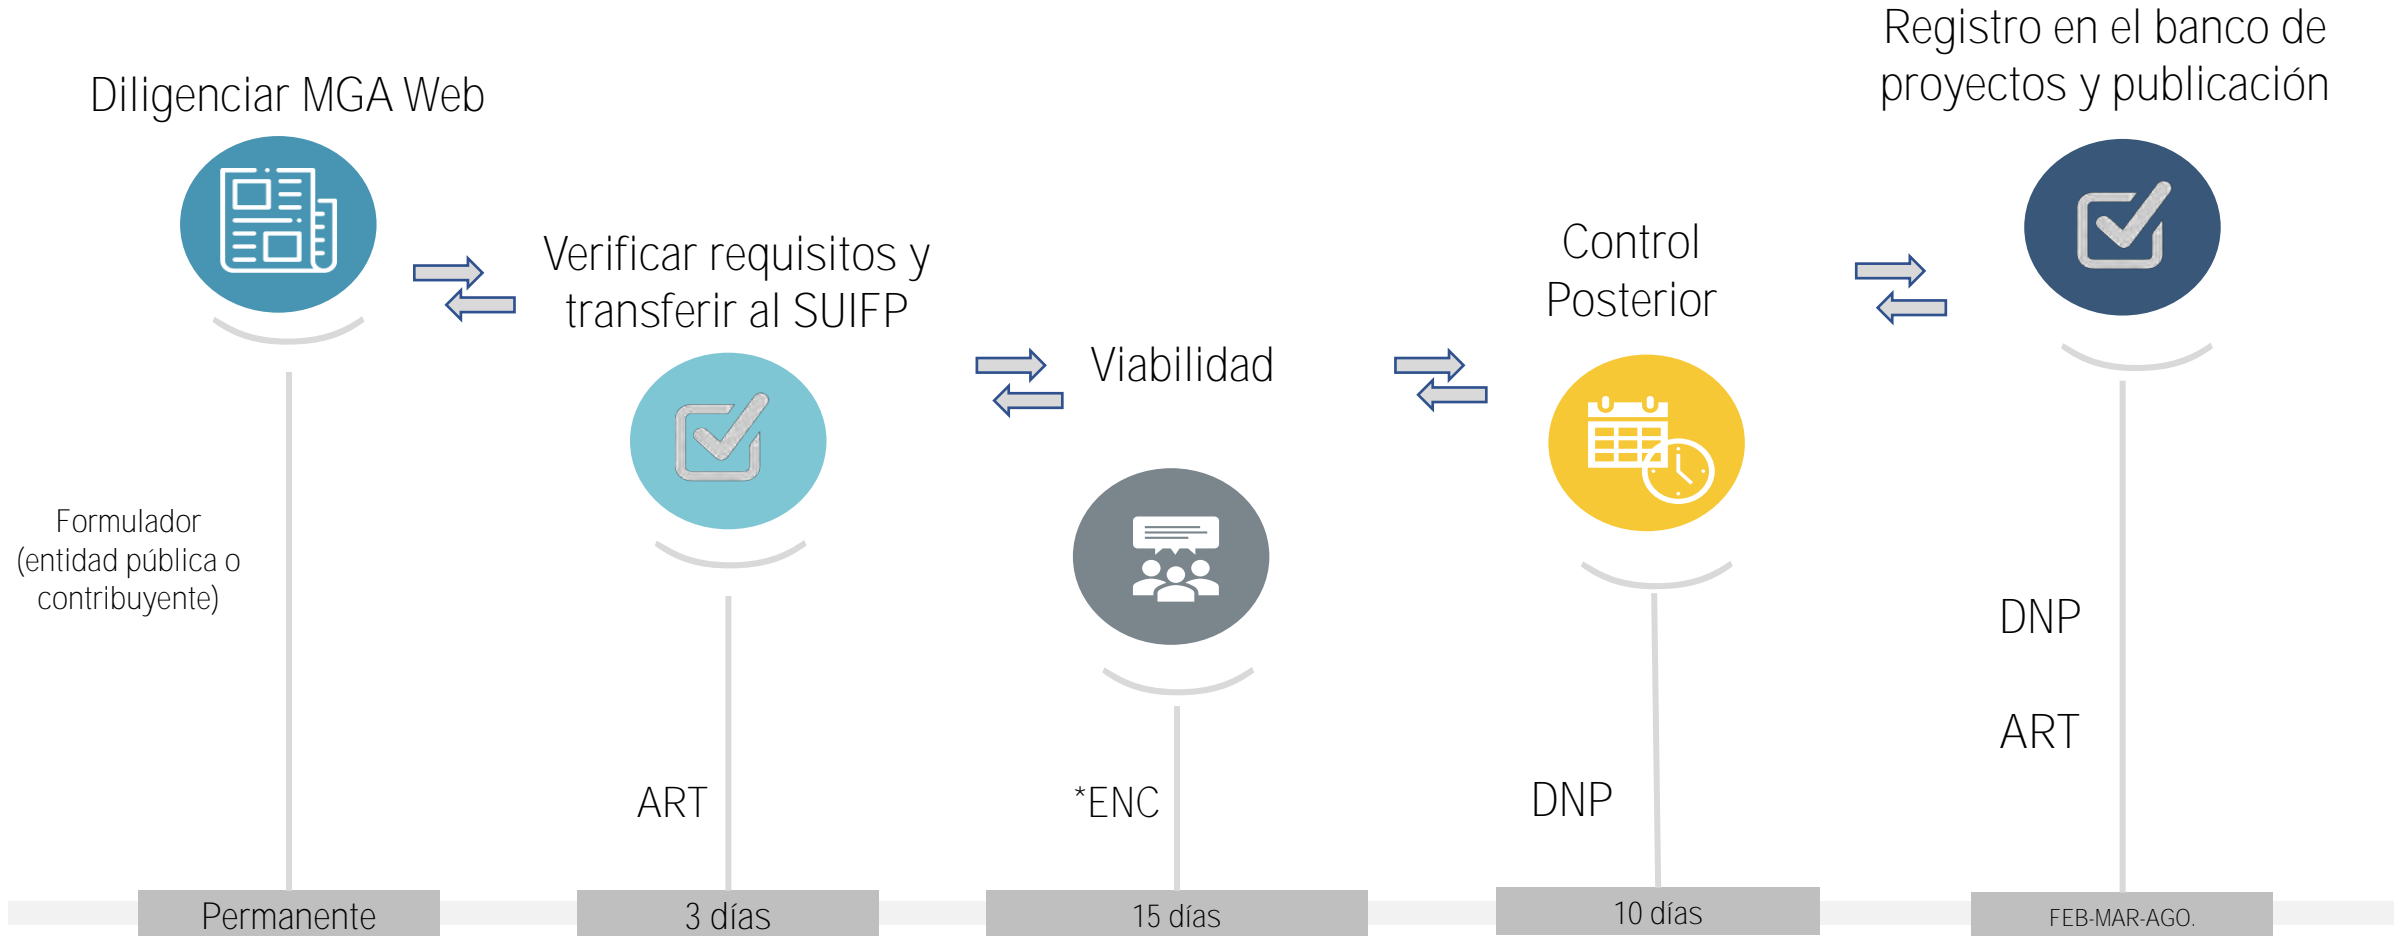 Diligenciar MGA Web
Formulador
(entidad pública o
contribuyente)
Permanente
Verificar requisitos y
transferir al SUIFP
ART
3 días
Viabilidad
*ENC
15 días
Control
Posterior
DNP
10 días
Registro en el banco de
proyectos y publicación
DNP
ART
FEB-MAR-AGO.